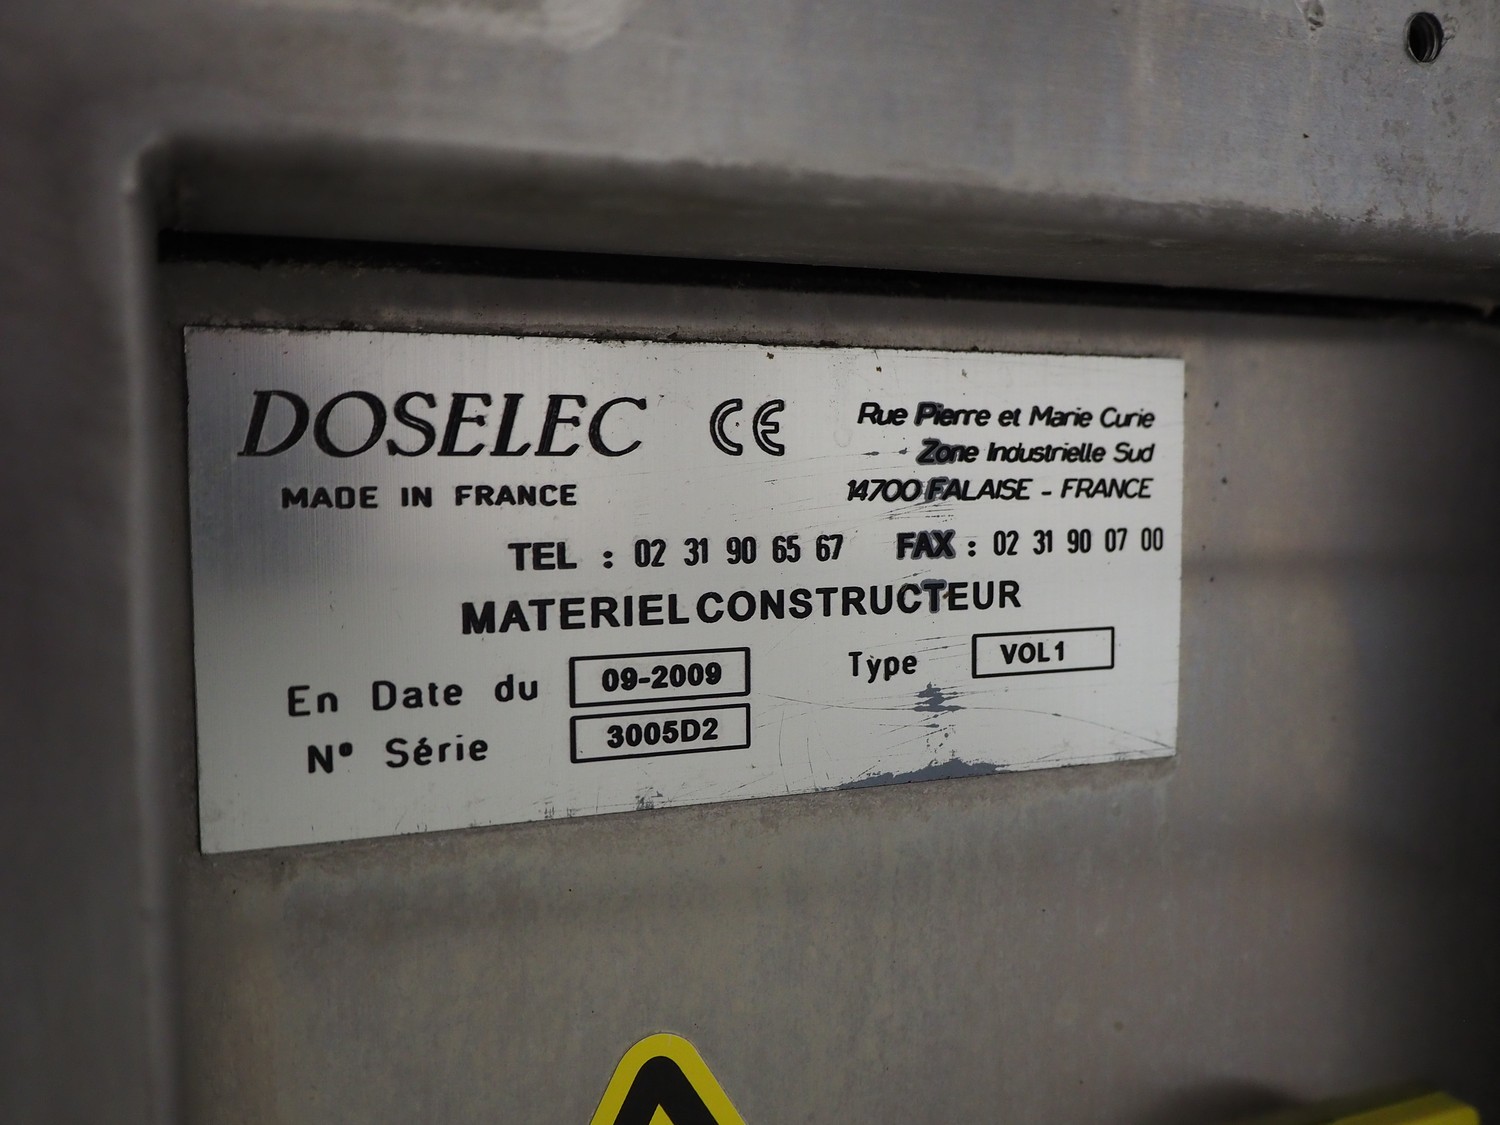 DOSELEC CE
MADE IN FRANCE
Rue Pierre et Marie Curie
Zone Industrielle Sud
14700 FALAISE - FRANCE
TEL : 02 31 90 65 67 FAX : 02 31 90 07 00
MATERIEL CONSTRUCTEUR
En Date du 09-2009 Type VOL1
N° Série 3005D2